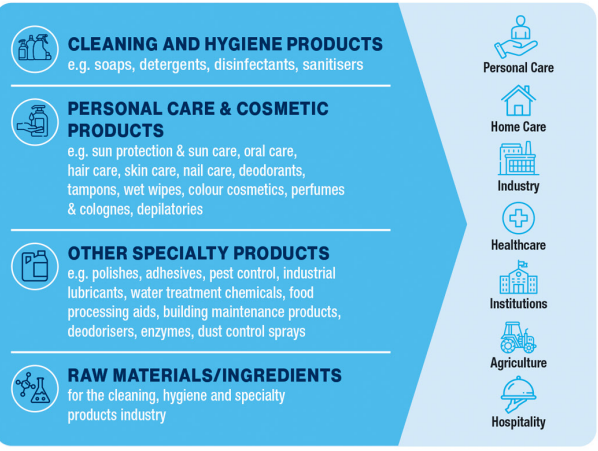 CLEANING AND HYGIENE PRODUCTS
e.g. soaps, detergents, disinfectants, sanitisers
PERSONAL CARE & COSMETIC
PRODUCTS
e.g. sun protection & sun care, oral care,
hair care, skin care, nail care, deodorants,
tampons, wet wipes, colour cosmetics, perfumes
& colognes, depilatories
OTHER SPECIALTY PRODUCTS
e.g. polishes, adhesives, pest control, industrial
lubricants, water treatment chemicals, food
processing aids, building maintenance products,
deodorisers, enzymes, dust control sprays
RAW MATERIALS/INGREDIENTS
for the cleaning, hygiene and specialty
products industry
Personal Care
Home Care
Industry
Healthcare
Institutions
Agriculture
Hospitality